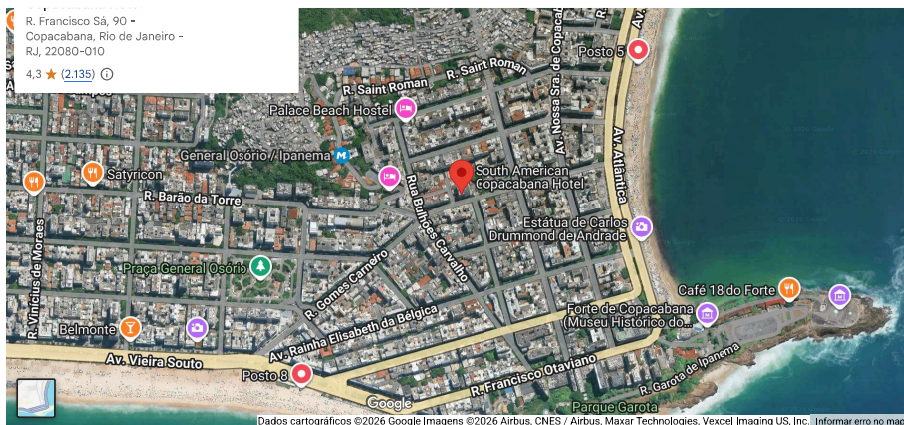 R. Francisco Sá, 90 -
Copacabana, Rio de Janeiro -
RJ, 22080-010
4,3 ★ (2.135)
R. Saint Roman
R. Saint Roman
Posto 5
Av. Nossa Sra. de Copacab
Palace Beach Hostel
General Osório / Ipanema
M
Av. Atlântica
South American
Copacabana Hotel
Satyricon
R. Barão da Torre
Rua Bulhões Carvalho
Estátua de Carlos
Drummond de Andrade
R. Vinícius de Moraes
Praça General Osório
R. Gomes Carneiro
Café 18 do Forte
Forte de Copacabana
(Museu Histórico do...
Belmonte
Av. Rainha Elisabeth da Bélgica
Av. Vieira Souto
R. Garota de Ipanema
R. Francisco Otaviano
Posto 8
Google
Parque Garota
Dados cartográficos ©2026 Google Imagens ©2026 Airbus, CNES / Airbus, Maxar Technologies, Vexcel Imaging US, Inc.
Informar erro no map